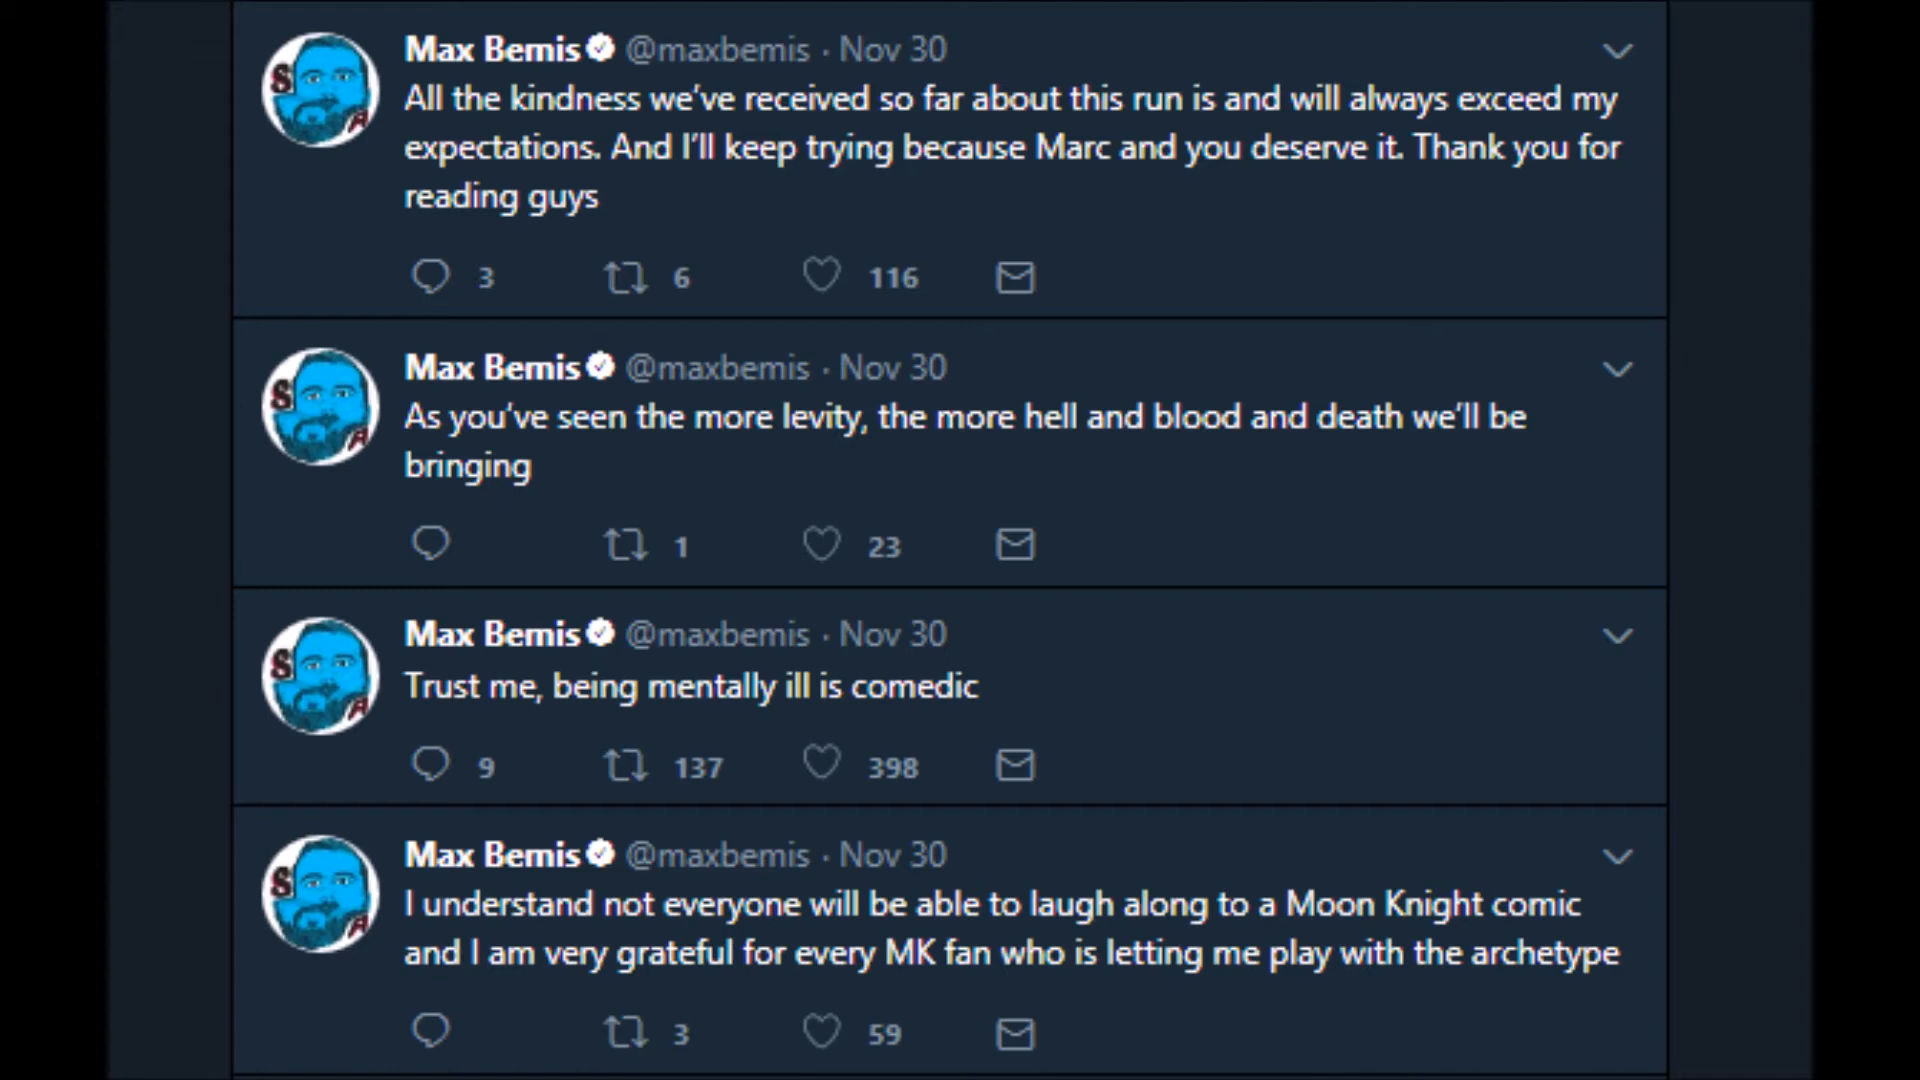 Max Bemis @maxbemis · Nov 30
All the kindness we've received so far about this run is and will always exceed my
expectations. And I'll keep trying because Marc and you deserve it. Thank you for
reading guys
3 6 116
Max Bemis @maxbemis · Nov 30
As you've seen the more levity, the more hell and blood and death we'll be
bringing
1 23
Max Bemis @maxbemis · Nov 30
Trust me, being mentally ill is comedic
9 137 398
Max Bemis @maxbemis · Nov 30
I understand not everyone will be able to laugh along to a Moon Knight comic
and I am very grateful for every MK fan who is letting me play with the archetype
3 59